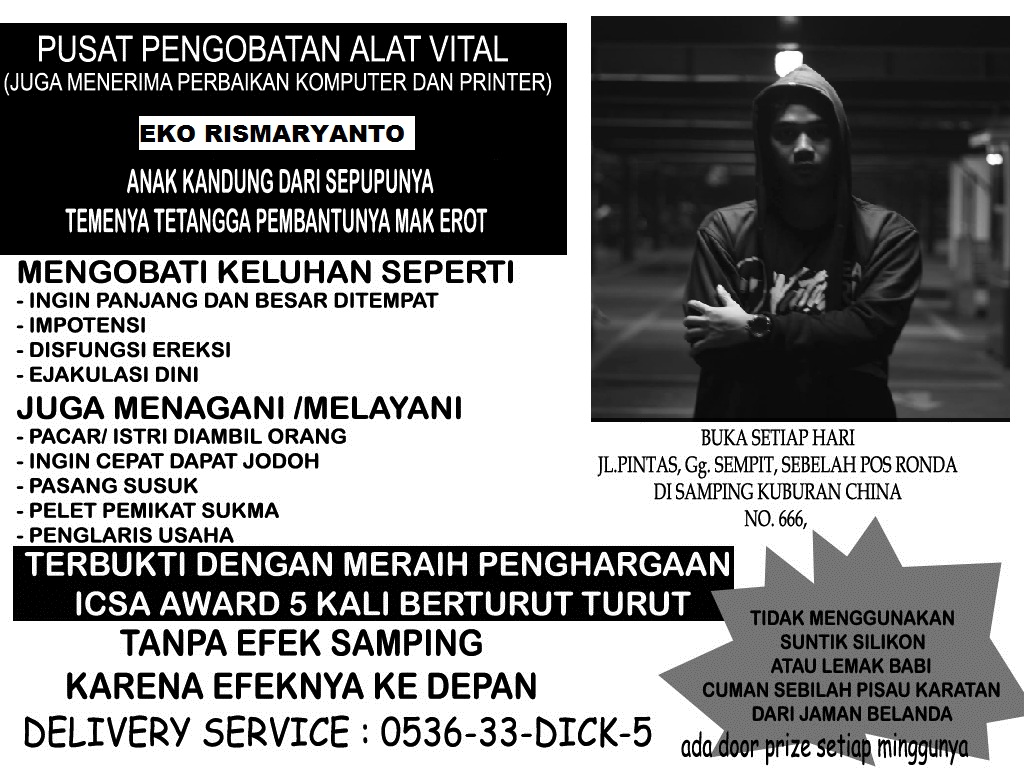 PUSAT PENGOBATAN ALAT VITAL
(JUGA MENERIMA PERBAIKAN KOMPUTER DAN PRINTER)
EKO RISMARYANTO
ANAK KANDUNG DARI SEPUPUNYA
TEMENYA TETANGGA PEMBANTUNYA MAK EROT
MENGOBATI KELUHAN SEPERTI
- INGIN PANJANG DAN BESAR DITEMPAT
- IMPOTENSI
- DISFUNGSI EREKSI
- EJAKULASI DINI
JUGA MENAGANI /MELAYANI
- PACAR/ ISTRI DIAMBIL ORANG
- INGIN CEPAT DAPAT JODOH
- PASANG SUSUK
- PELET PEMIKAT SUKMA
- PENGLARIS USAHA
BUKA SETIAP HARI
JL.PINTAS, Gg. SEMPIT, SEBELAH POS RONDA
DI SAMPING KUBURAN CHINA
NO. 666,
TERBUKTI DENGAN MERAIH PENGHARGAAN
ICSA AWARD 5 KALI BERTURUT TURUT
TANPA EFEK SAMPING
KARENA EFEKNYA KE DEPAN
DELIVERY SERVICE : 0536-33-DICK-5
TIDAK MENGGUNAKAN
SUNTIK SILIKON
ATAU LEMAK BABI
CUMAN SEBILAH PISAU KARATAN
DARI JAMAN BELANDA
ada door prize setiap minggunya